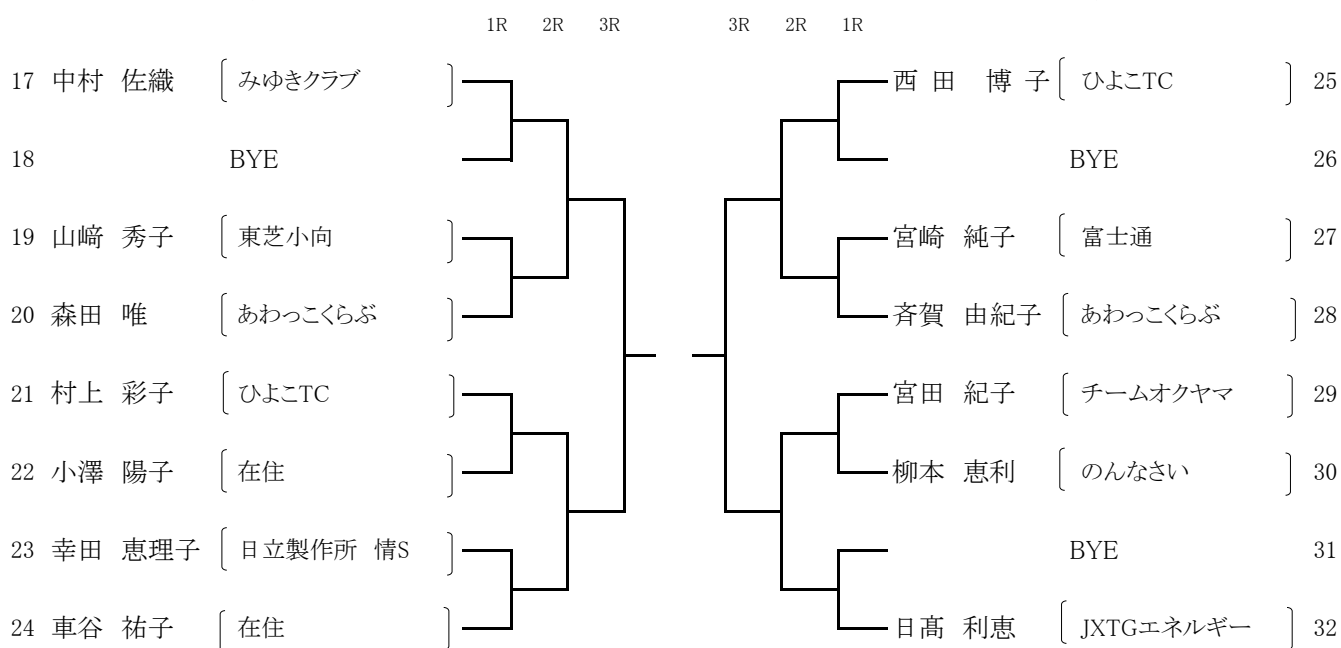 1R 2R 3R 3R 2R 1R
17 中村 佐織 [ みゆきクラブ ] 西田 博子 [ ひよこTC ] 25
18 BYE BYE 26
19 山﨑 秀子 [ 東芝小向 ] 宮崎 純子 [ 富士通 ] 27
20 森田 唯 [ あわっこくらぶ ] 斉賀 由紀子 [ あわっこくらぶ ] 28
21 村上 彩子 [ ひよこTC ] 宮田 紀子 [ チームオクヤマ ] 29
22 小澤 陽子 [ 在住 ] 柳本 恵利 [ のんなさい ] 30
23 幸田 恵理子 [ 日立製作所 情S ] BYE 31
24 車谷 祐子 [ 在住 ] 日髙 利恵 [ JXTGエネルギー ] 32